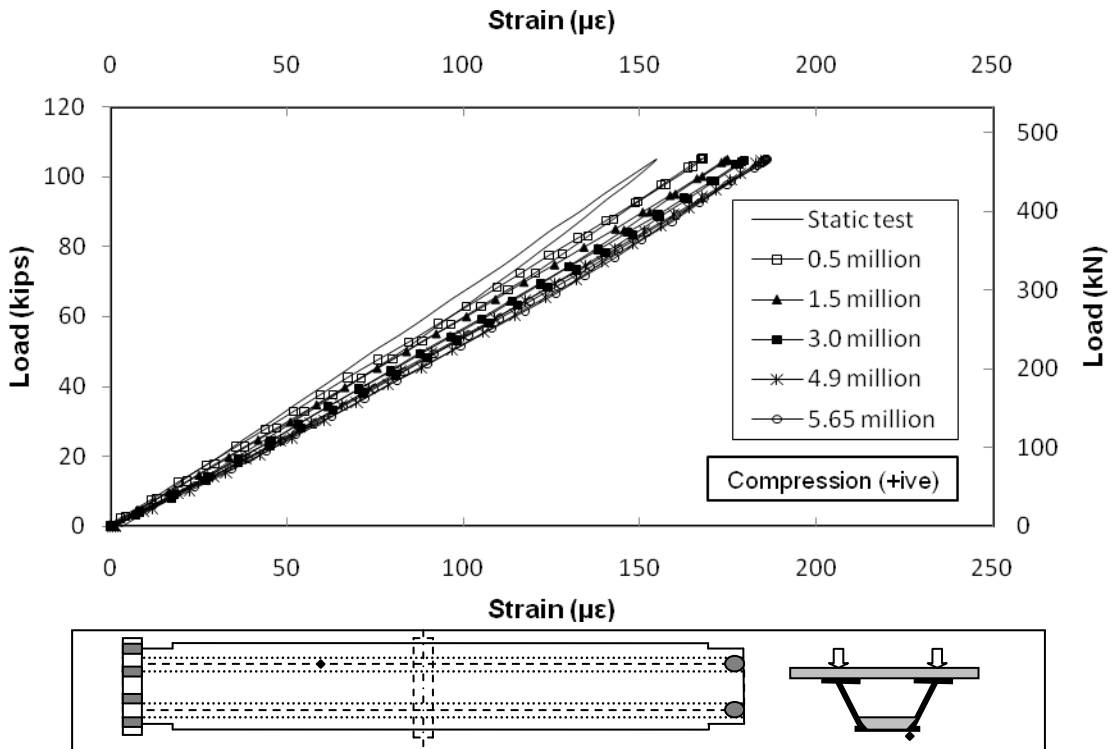 Strain (με)
0 50 100 150 200 250
120
100
80
60
40
20
0
Load (kips)
500
400
300
200
100
0
Load (kN)
Static test
0.5 million
1.5 million
3.0 million
4.9 million
5.65 million
Compression (+ive)
0 50 100 150 200 250
Strain (με)